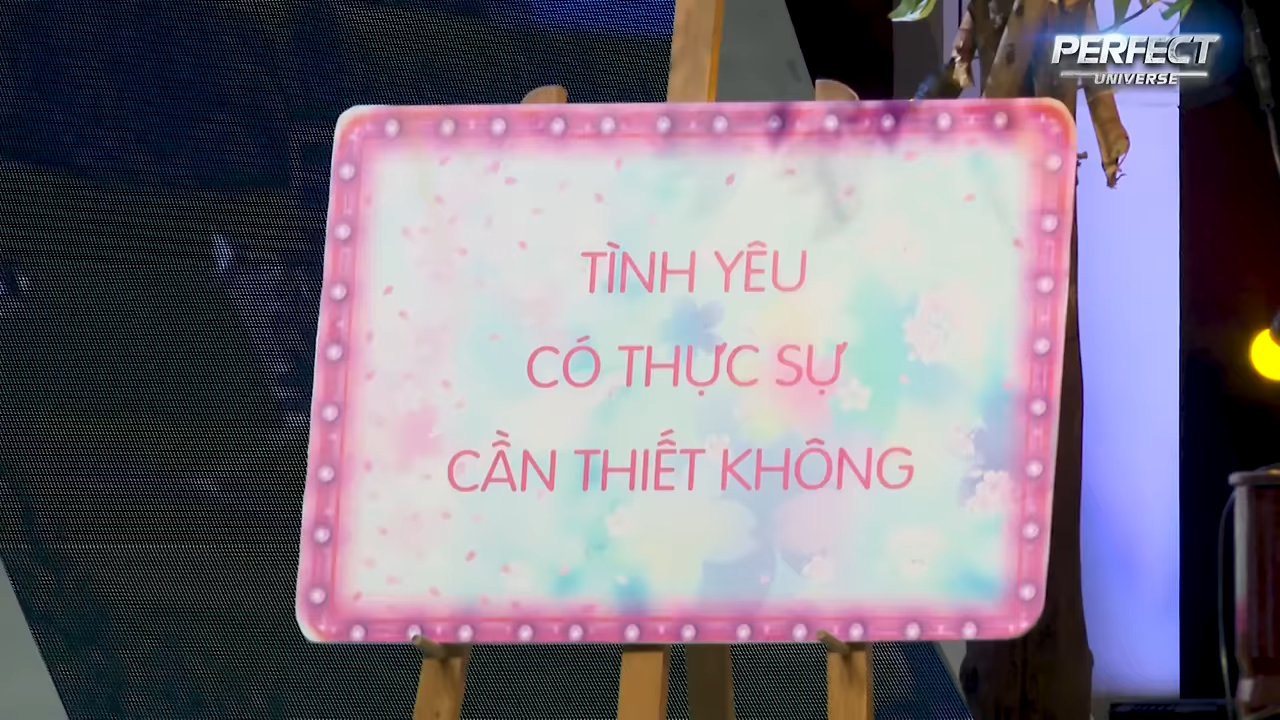 PERFECT
UNIVERSE
TÌNH YÊU
CÓ THỰC SỰ
CẦN THIẾT KHÔNG